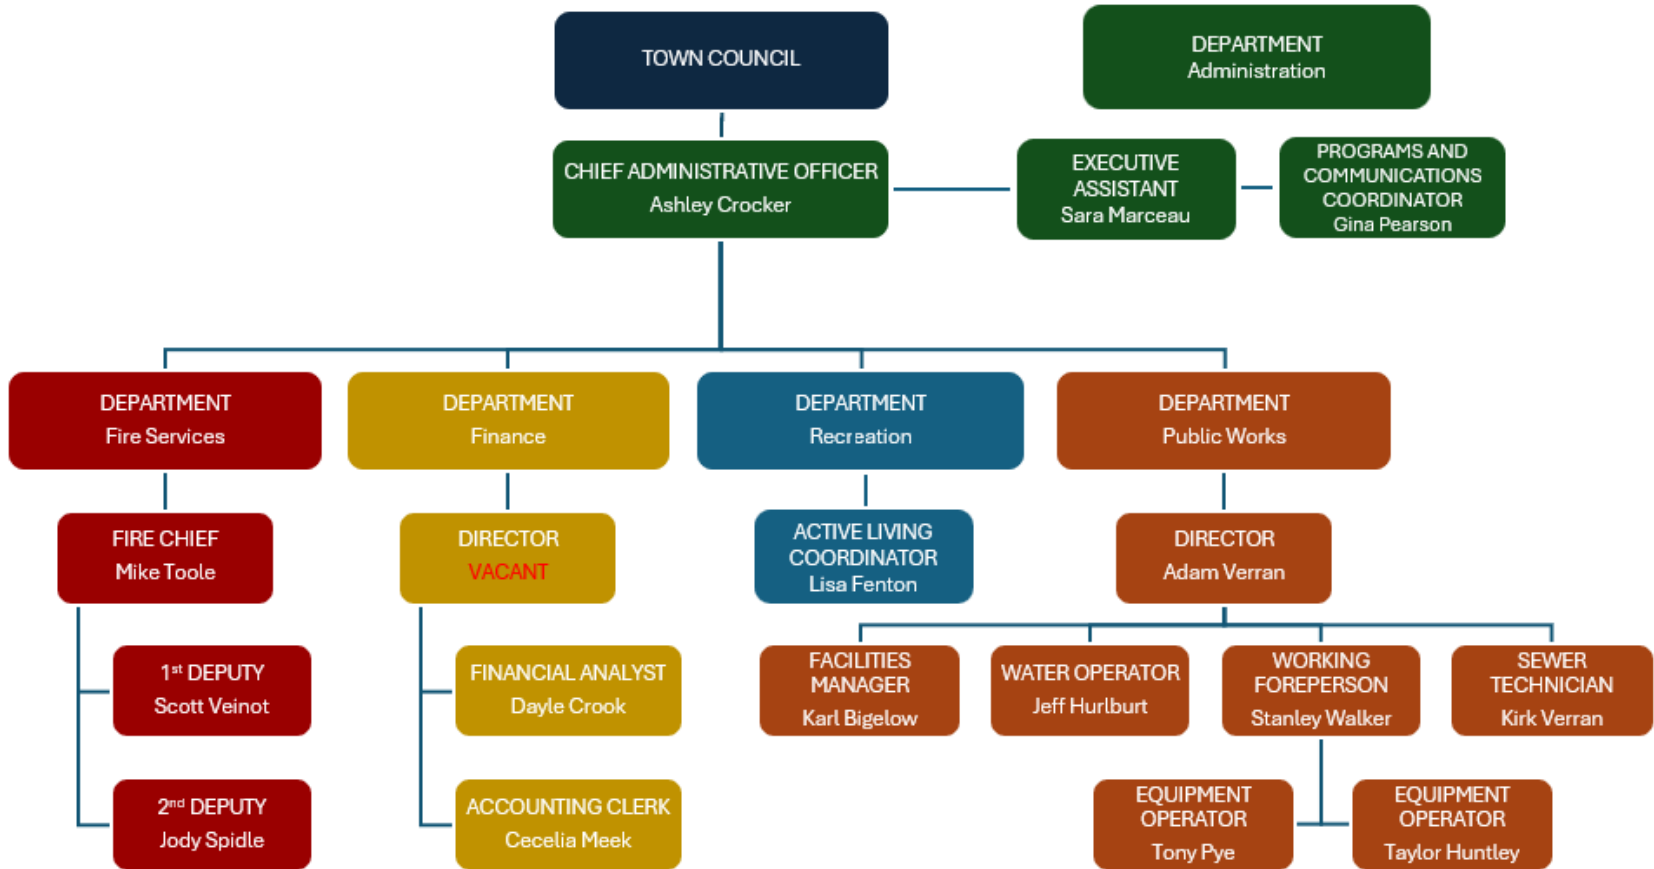 TOWN COUNCIL
DEPARTMENT
Administration
CHIEF ADMINISTRATIVE OFFICER
Ashley Crocker
EXECUTIVE
ASSISTANT
Sara Marceau
PROGRAMS AND
COMMUNICATIONS
COORDINATOR
Gina Pearson
DEPARTMENT
Fire Services
DEPARTMENT
Finance
DEPARTMENT
Recreation
DEPARTMENT
Public Works
FIRE CHIEF
Mike Toole
DIRECTOR
VACANT
ACTIVE LIVING
COORDINATOR
Lisa Fenton
DIRECTOR
Adam Verran
1st DEPUTY
Scott Veinot
FINANCIAL ANALYST
Dayle Crook
FACILITIES
MANAGER
Karl Bigelow
WATER OPERATOR
Jeff Hurlburt
WORKING
FOREPERSON
Stanley Walker
SEWER
TECHNICIAN
Kirk Verran
2nd DEPUTY
Jody Spidle
ACCOUNTING CLERK
Cecelia Meek
EQUIPMENT
OPERATOR
Tony Pye
EQUIPMENT
OPERATOR
Taylor Huntley